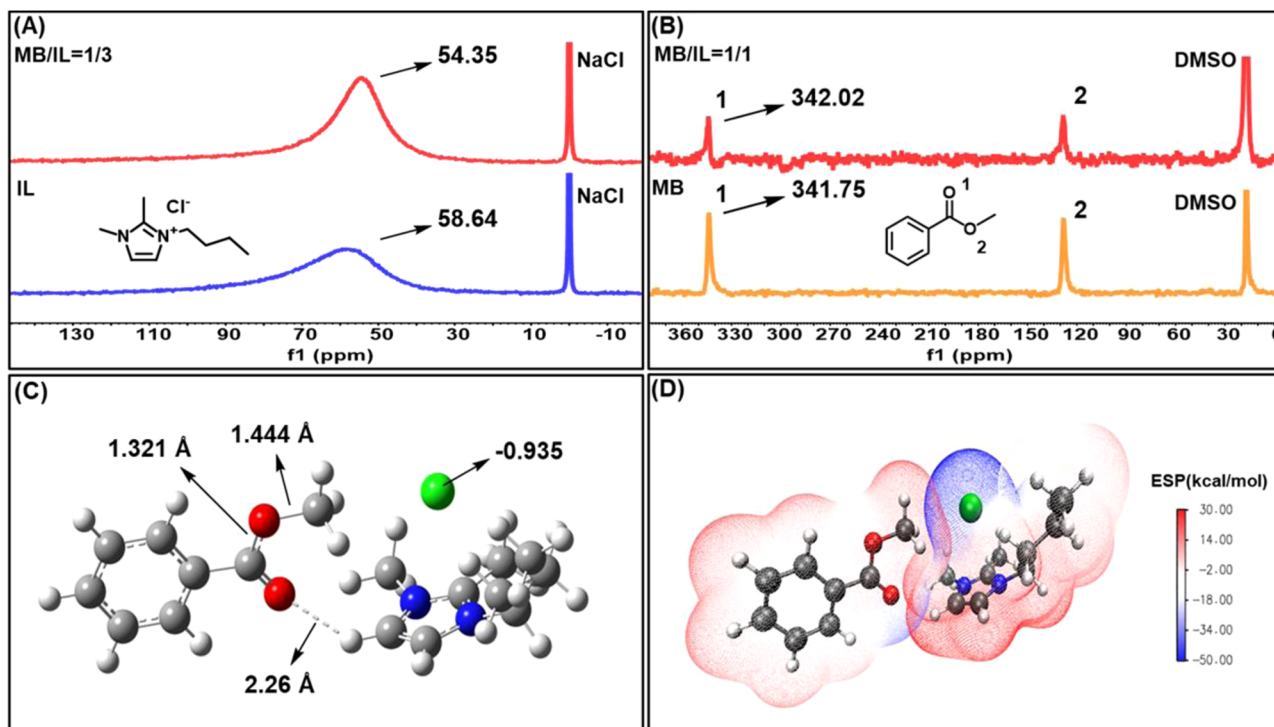 (A)
MB/IL=1/3
54.35
NaCl
IL
Cl-
N
N+
58.64
NaCl
130 110 90 70 50 30 10 -10
f1 (ppm)
(B)
MB/IL=1/1
DMSO
1
342.02
2
MB
1
341.75
O 1
O
2
2
DMSO
360 330 300 270 240 210 180 150 120 90 60 30 0
f1 (ppm)
(C)
1.321 Å
1.444 Å
-0.935
2.26 Å
(D)
ESP(kcal/mol)
30.00
14.00
-2.00
-18.00
-34.00
-50.00